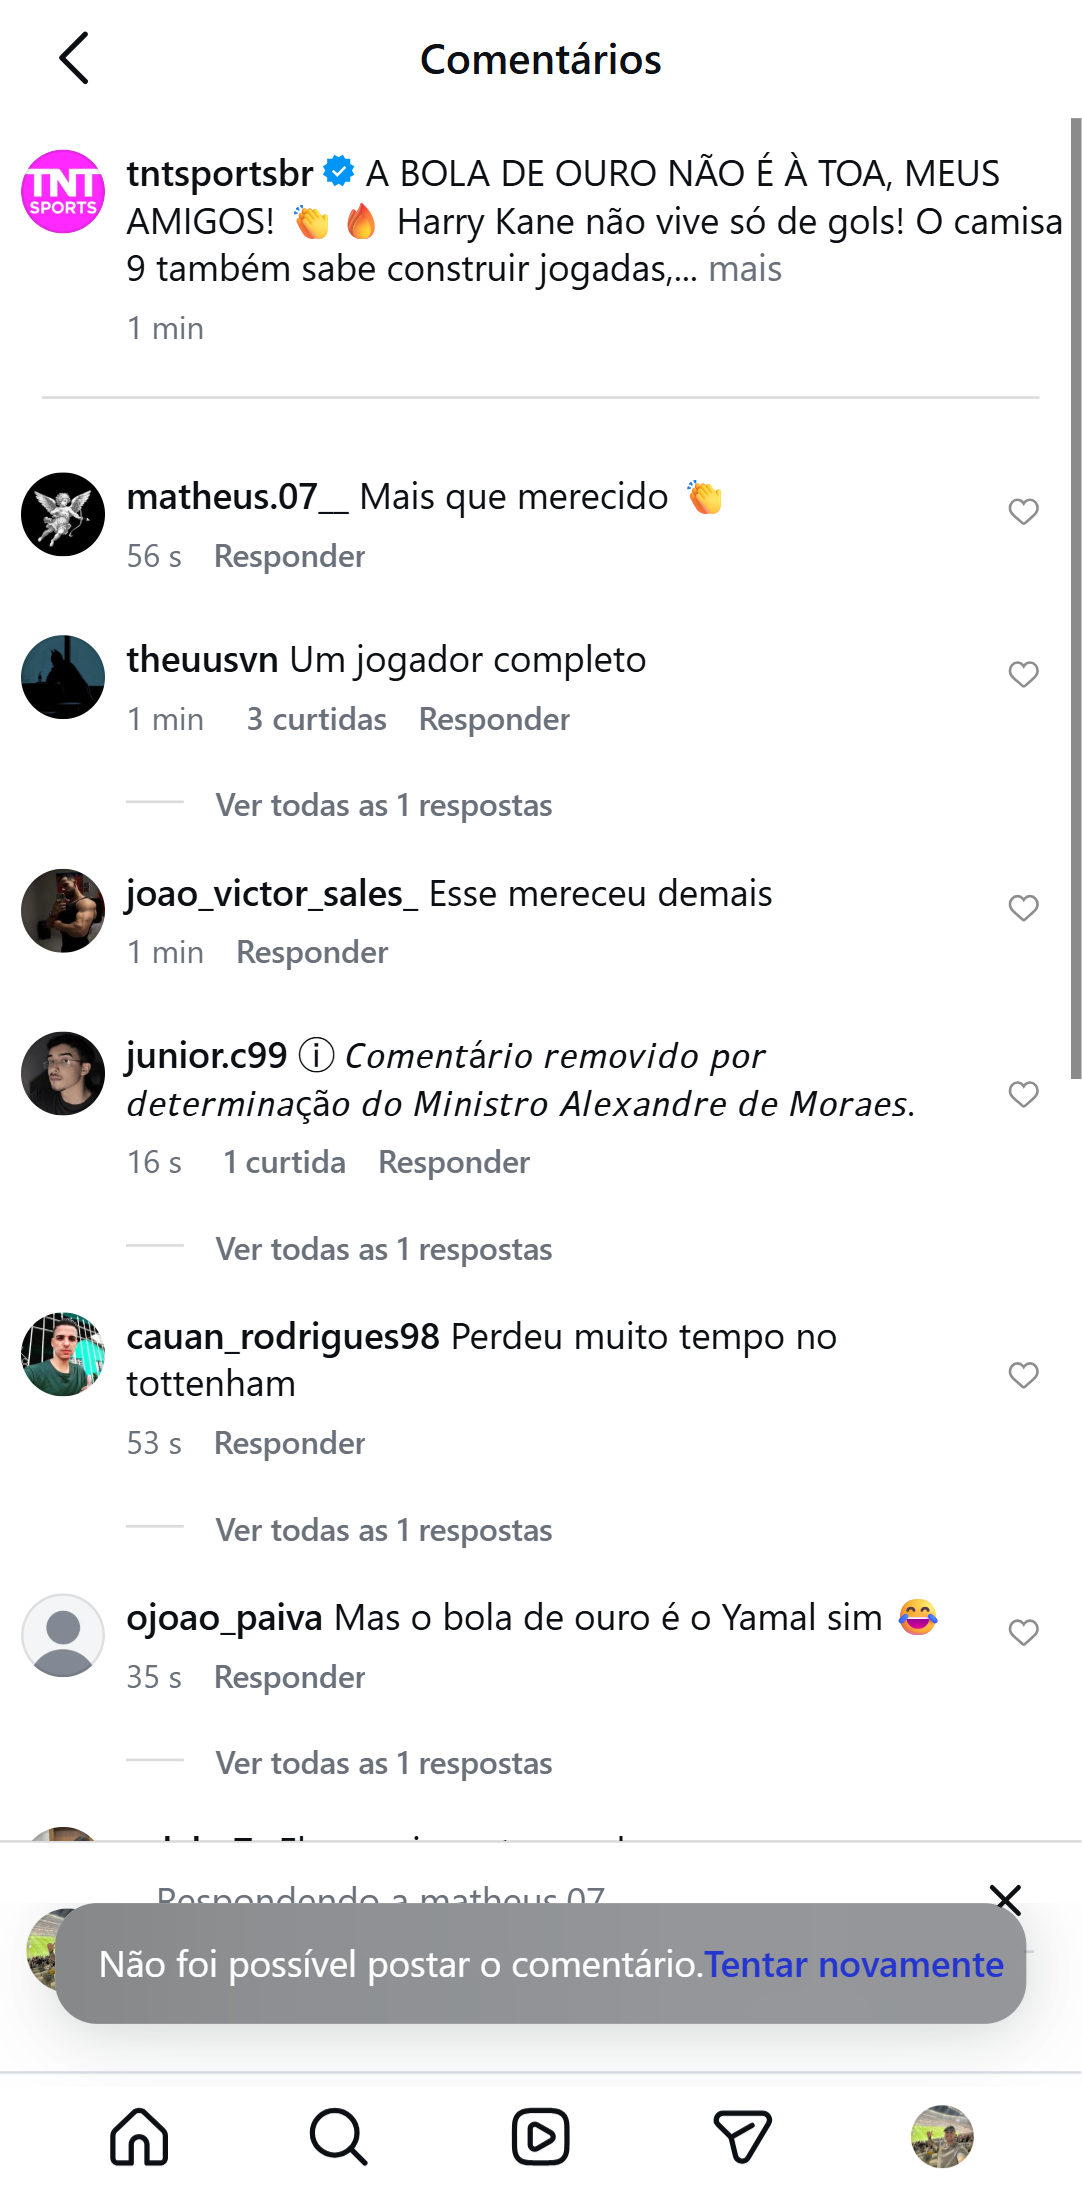 Comentários
TNT
SPORTS
tntsportsbr A BOLA DE OURO NÃO É À TOA, MEUS
AMIGOS! 👏🔥 Harry Kane não vive só de gols! O camisa
9 também sabe construir jogadas,... mais
1 min
matheus.07__ Mais que merecido 👏
56 s Responder
theuusvn Um jogador completo
1 min 3 curtidas Responder
Ver todas as 1 respostas
joao_victor_sales_ Esse mereceu demais
1 min Responder
junior.c99 ⓘ Comentário removido por
determinação do Ministro Alexandre de Moraes.
16 s 1 curtida Responder
Ver todas as 1 respostas
cauan_rodrigues98 Perdeu muito tempo no
tottenham
53 s Responder
Ver todas as 1 respostas
ojoao_paiva Mas o bola de ouro é o Yamal sim 😂
35 s Responder
Ver todas as 1 respostas
Respondendo a matheus.07
Não foi possível postar o comentário.Tentar novamente